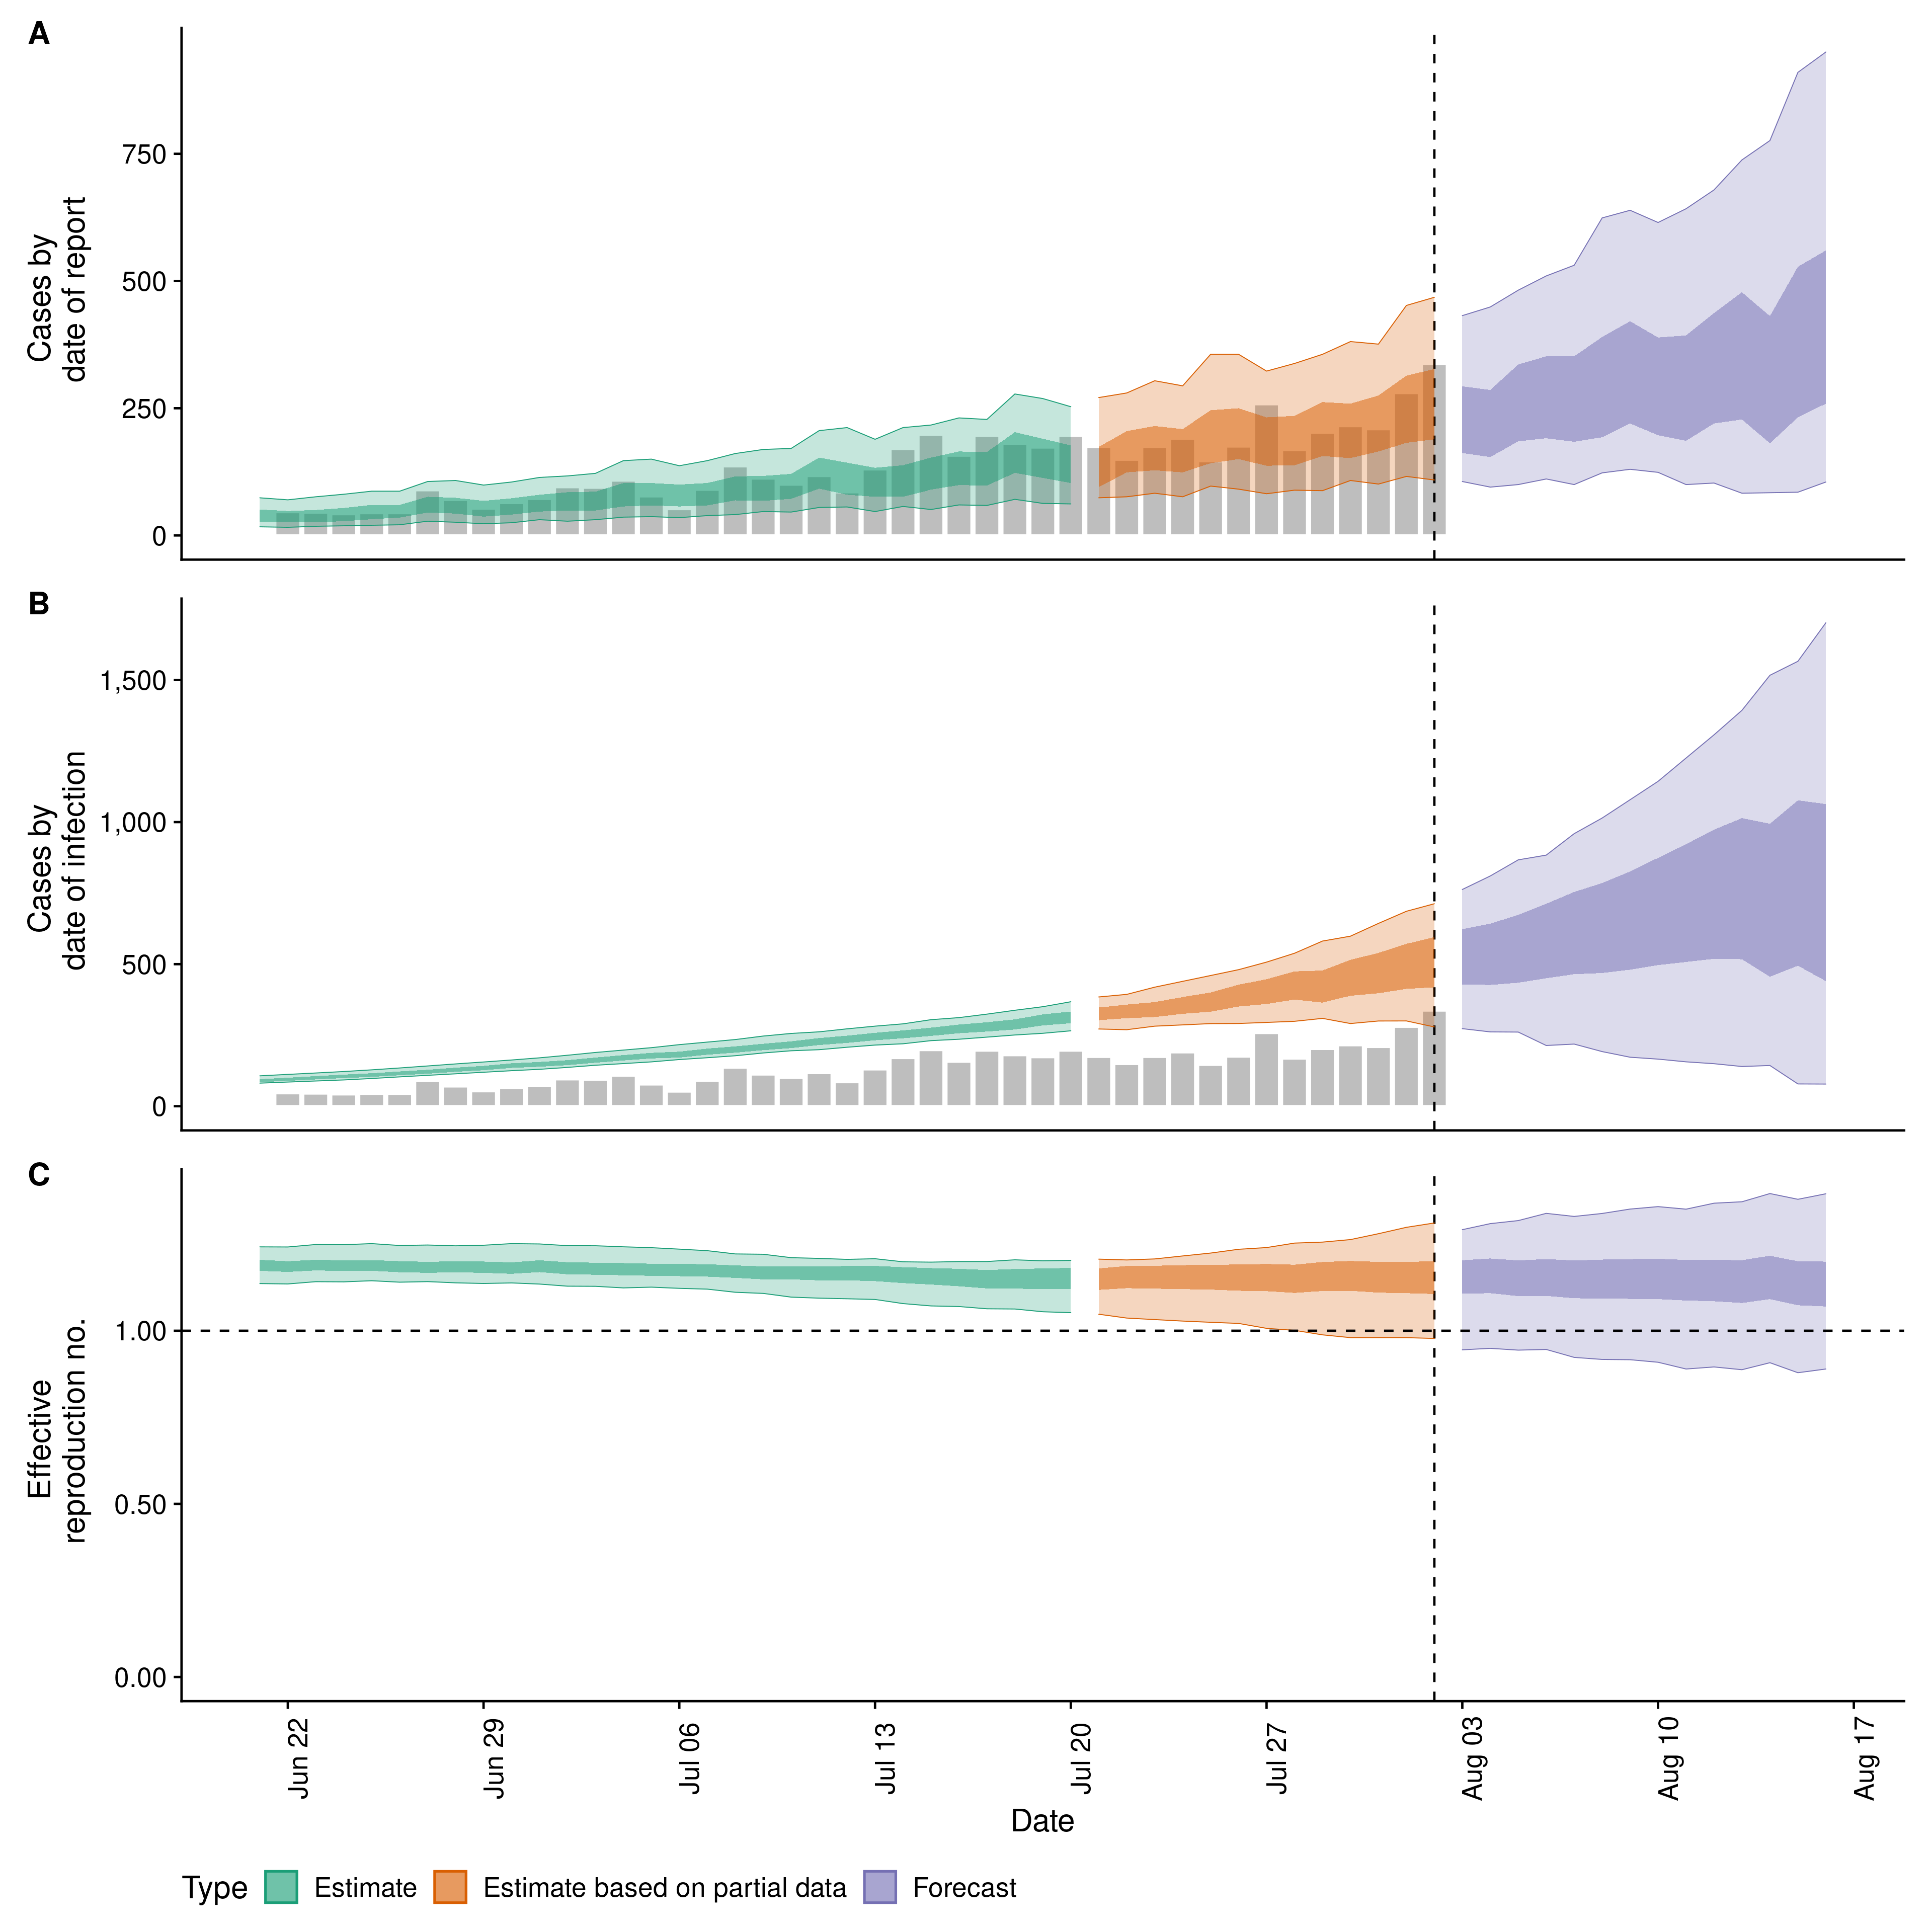 A
750
500
250
0
Cases by
date of report
B
1,500
1,000
500
0
Cases by
date of infection
C
1.00
0.50
0.00
Effective
reproduction no.
Jun 22
Jun 29
Jul 06
Jul 13
Jul 20
Jul 27
Aug 03
Aug 10
Aug 17
Date
Type Estimate Estimate based on partial data Forecast